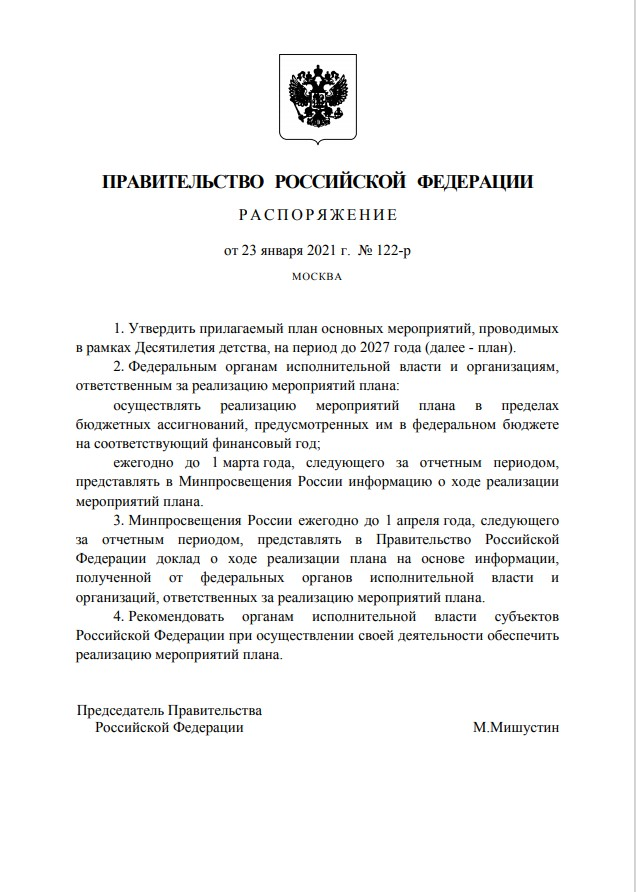 ПРАВИТЕЛЬСТВО РОССИЙСКОЙ ФЕДЕРАЦИИ
РАСПОРЯЖЕНИЕ
от 23 января 2021 г. № 122-р
МОСКВА
1. Утвердить прилагаемый план основных мероприятий, проводимых
в рамках Десятилетия детства, на период до 2027 года (далее - план).
2. Федеральным органам исполнительной власти и организациям,
ответственным за реализацию мероприятий плана:
осуществлять реализацию мероприятий плана в пределах
бюджетных ассигнований, предусмотренных им в федеральном бюджете
на соответствующий финансовый год;
ежегодно до 1 марта года, следующего за отчетным периодом,
представлять в Минпросвещения России информацию о ходе реализации
мероприятий плана.
3. Минпросвещения России ежегодно до 1 апреля года, следующего
за отчетным периодом, представлять в Правительство Российской
Федерации доклад о ходе реализации плана на основе информации,
полученной от федеральных органов исполнительной власти и
организаций, ответственных за реализацию мероприятий плана.
4. Рекомендовать органам исполнительной власти субъектов
Российской Федерации при осуществлении своей деятельности обеспечить
реализацию мероприятий плана.
Председатель Правительства
Российской Федерации М.Мишустин